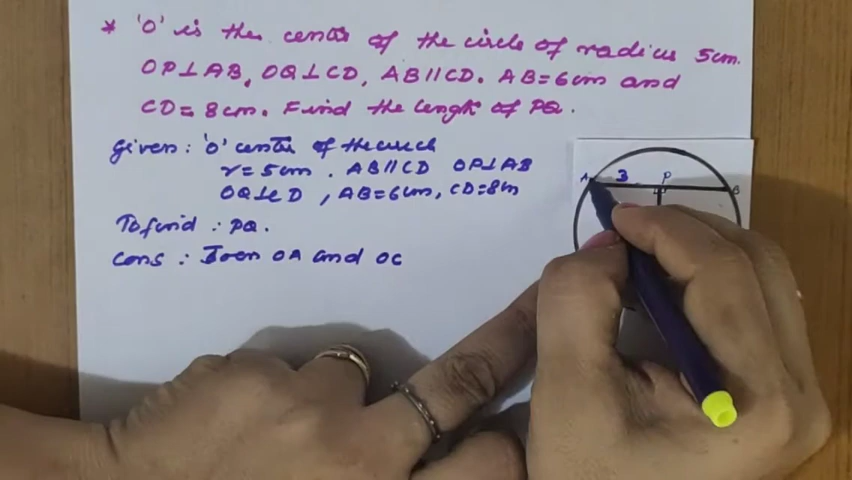 * 'O' is the centre of the circle of radius 5cm.
OP⊥AB, OQ⊥CD, AB//CD. AB=6cm and
CD=8cm. Find the length of PQ.
Given: 'O' centre of the circle
r=5cm. AB//CD OP⊥AB
OQ⊥CD, AB=6cm, CD=8cm
To find: PQ.
Cons: Join OA and OC
A 3 P B